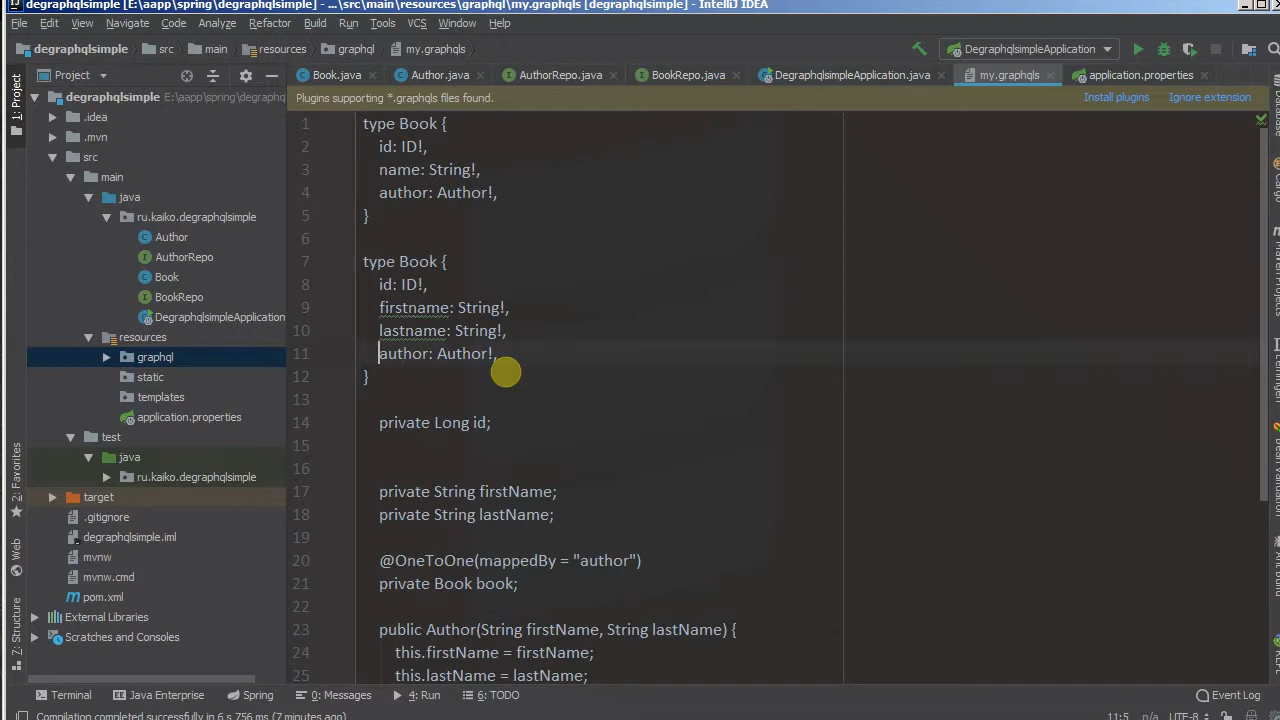 degraphqlsimple [E:\aapp\spring\degraphqlsimple] - ...\src\main\resources\graphql\my.graphqls [degraphqlsimple] - IntelliJ IDEA
File Edit View Navigate Code Analyze Refactor Build Run Tools VCS Window Help
degraphqlsimple src main resources graphql my.graphqls DegraphqlsimpleApplication
Project Book.java Author.java AuthorRepo.java BookRepo.java DegraphqlsimpleApplication.java my.graphqls application.properties
Plugins supporting *.graphqls files found. Install plugins Ignore extension
1: Project
degraphqlsimple E:\aapp\spring\degraphq
.idea
.mvn
src
main
java
ru.kaiko.degraphqlsimple
Author
AuthorRepo
Book
BookRepo
DegraphqlsimpleApplication
resources
graphql
static
templates
application.properties
test
java
ru.kaiko.degraphqlsimple
target
.gitignore
degraphqlsimple.iml
mvnw
mvnw.cmd
pom.xml
External Libraries
Scratches and Consoles
2: Favorites
Web
Z: Structure
1 type Book {
2 id: ID!,
3 name: String!,
4 author: Author!,
5 }
6
7 type Book {
8 id: ID!,
9 firstname: String!,
10 lastname: String!,
11 author: Author!,
12 }
13
14 private Long id;
15
16
17 private String firstName;
18 private String lastName;
19
20 @OneToOne(mappedBy = "author")
21 private Book book;
22
23 public Author(String firstName, String lastName) {
24 this.firstName = firstName;
25 this.lastName = lastName;
Terminal Java Enterprise Spring 0: Messages 4: Run 6: TODO Event Log
Compilation completed successfully in 6 s 756 ms (7 minutes ago) 11:5 n/a UTF-8